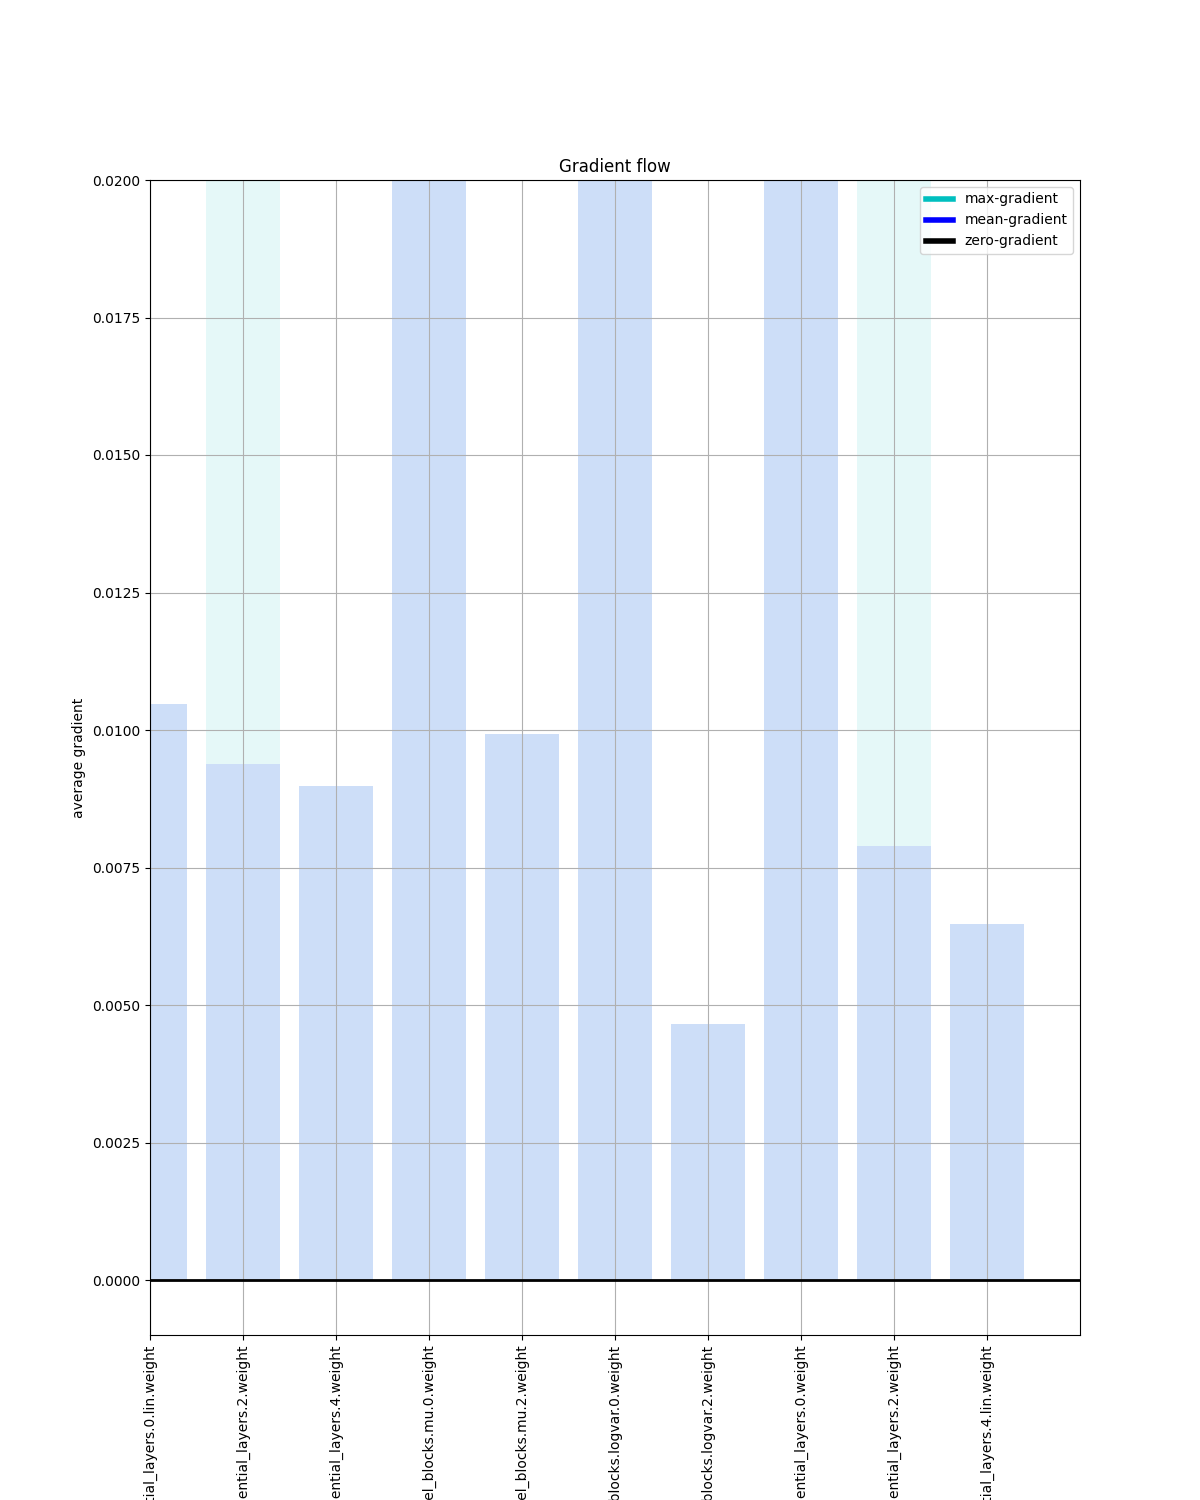 Gradient flow
max-gradient
mean-gradient
zero-gradient
0.0200
0.0175
0.0150
0.0125
0.0100
0.0075
0.0050
0.0025
0.0000
average gradient
tial_layers.0.lin.weight
ential_layers.2.weight
ential_layers.4.weight
el_blocks.mu.0.weight
el_blocks.mu.2.weight
blocks.logvar.0.weight
blocks.logvar.2.weight
ential_layers.0.weight
ential_layers.2.weight
tial_layers.4.lin.weight